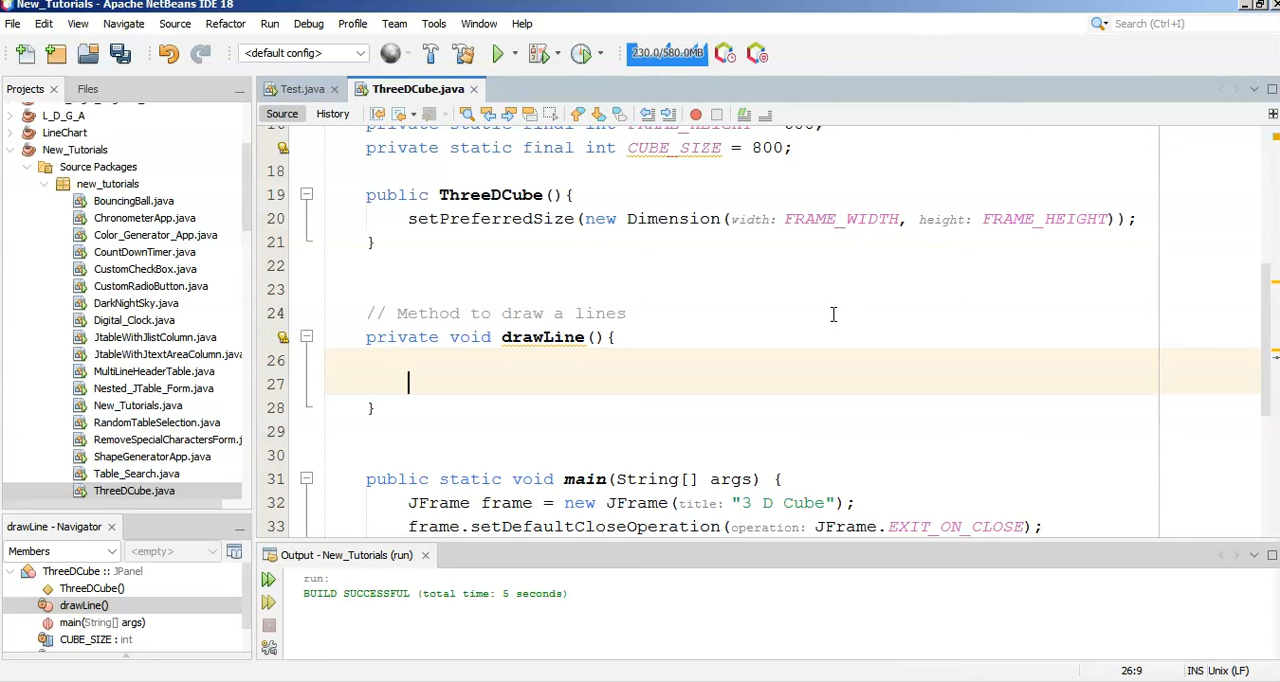 New_Tutorials - Apache NetBeans IDE 18
File Edit View Navigate Source Refactor Run Debug Profile Team Tools Window Help
Search (Ctrl+I)
<default config>
230.0/580.0MB
Projects Files
Test.java ThreeDCube.java
Source History
L_D_G_A
LineChart
New_Tutorials
Source Packages
new_tutorials
BouncingBall.java
ChronometerApp.java
Color_Generator_App.java
CountDownTimer.java
CustomCheckBox.java
CustomRadioButton.java
DarkNightSky.java
Digital_Clock.java
JtableWithJlistColumn.java
JtableWithJtextAreaColumn.java
MultiLineHeaderTable.java
Nested_JTable_Form.java
New_Tutorials.java
RandomTableSelection.java
RemoveSpecialCharactersForm.j
ShapeGeneratorApp.java
Table_Search.java
ThreeDCube.java
16 private static final int FRAME_HEIGHT = 600;
private static final int CUBE_SIZE = 800;
18
19 public ThreeDCube(){
20 setPreferredSize(new Dimension(width: FRAME_WIDTH, height: FRAME_HEIGHT));
21 }
22
23
24 // Method to draw a lines
25 private void drawLine(){
26
27
28 }
29
30
31 public static void main(String[] args) {
32 JFrame frame = new JFrame(title: "3 D Cube");
33 frame.setDefaultCloseOperation(operation: JFrame.EXIT_ON_CLOSE);
drawLine - Navigator
Members <empty>
ThreeDCube :: JPanel
ThreeDCube()
drawLine()
main(String[] args)
CUBE_SIZE : int
Output - New_Tutorials (run)
run:
BUILD SUCCESSFUL (total time: 5 seconds)
26:9 INS Unix (LF)